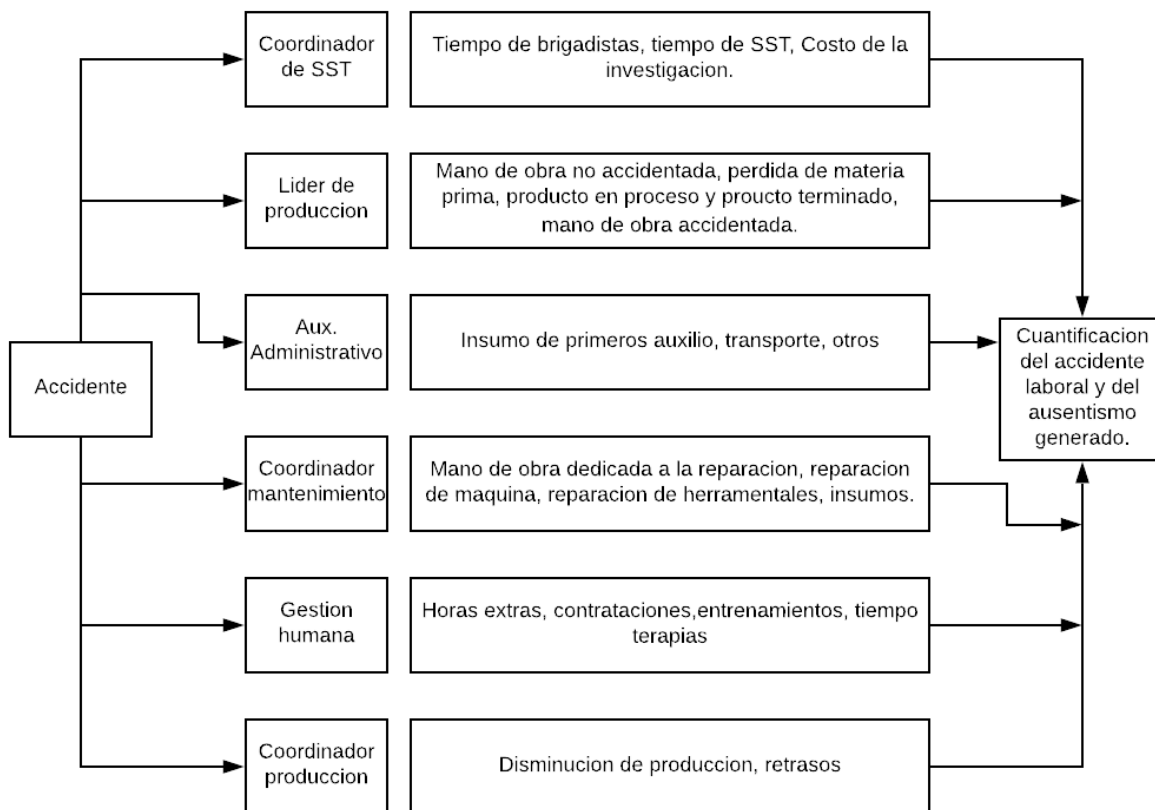 Coordinador
de SST
Tiempo de brigadistas, tiempo de SST, Costo de la
investigacion.
Lider de
produccion
Mano de obra no accidentada, perdida de materia
prima, producto en proceso y proucto terminado,
mano de obra accidentada.
Aux.
Administrativo
Insumo de primeros auxilio, transporte, otros
Accidente
Cuantificacion
del accidente
laboral y del
ausentismo
generado.
Coordinador
mantenimiento
Mano de obra dedicada a la reparacion, reparacion
de maquina, reparacion de herramentales, insumos.
Gestion
humana
Horas extras, contrataciones,entrenamientos, tiempo
terapias
Coordinador
produccion
Disminucion de produccion, retrasos